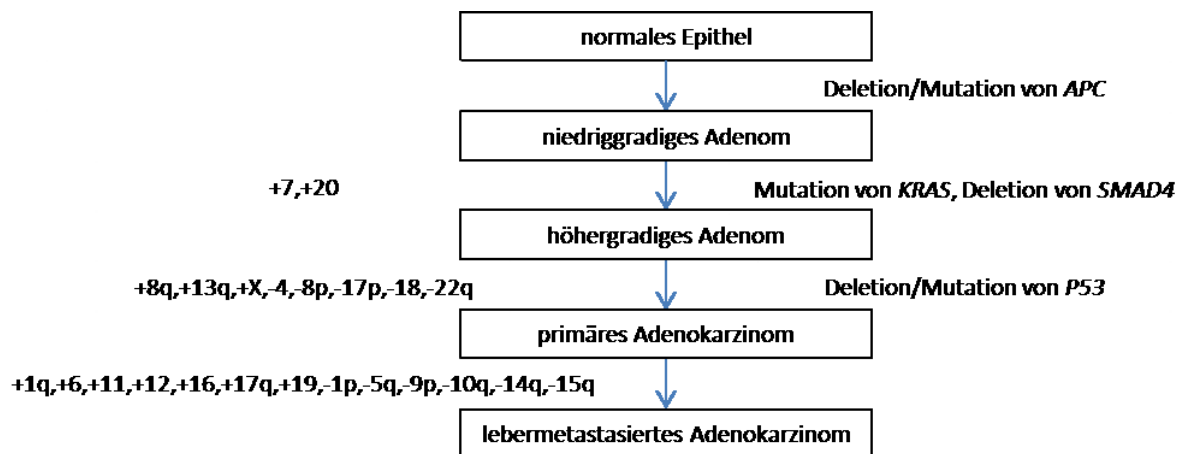 normales Epithel
Deletion/Mutation von APC
niedriggradiges Adenom
+7,+20
Mutation von KRAS, Deletion von SMAD4
höhergradiges Adenom
+8q,+13q,+X,-4,-8p,-17p,-18,-22q
Deletion/Mutation von P53
primäres Adenokarzinom
+1q,+6,+11,+12,+16,+17q,+19,-1p,-5q,-9p,-10q,-14q,-15q
lebermetastasiertes Adenokarzinom